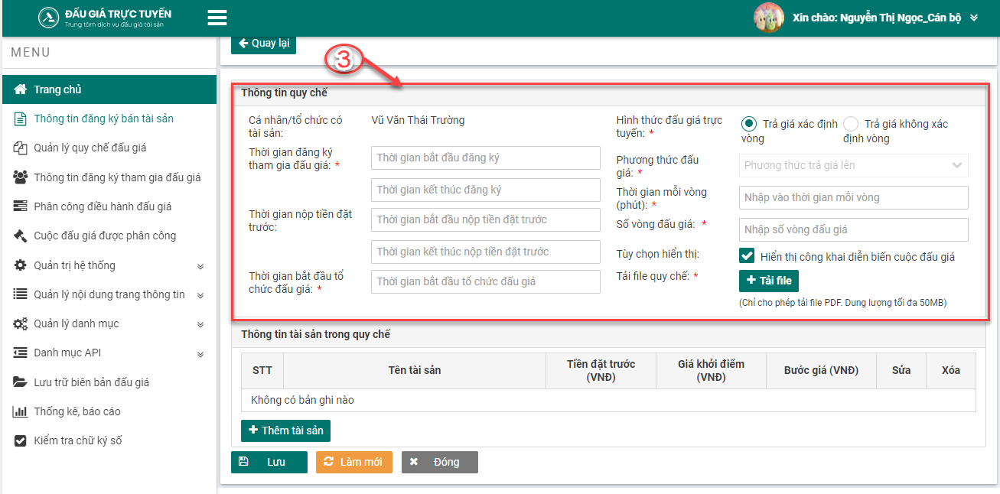 ĐẤU GIÁ TRỰC TUYẾN
Trung tâm dịch vụ đấu giá tài sản
Xin chào: Nguyễn Thị Ngọc_Cán bộ
MENU
Trang chủ
Thông tin đăng ký bán tài sản
Quản lý quy chế đấu giá
Thông tin đăng ký tham gia đấu giá
Phân công điều hành đấu giá
Cuộc đấu giá được phân công
Quản trị hệ thống
Quản lý nội dung trang thông tin
Quản lý danh mục
Danh mục API
Lưu trữ biên bản đấu giá
Thống kê, báo cáo
Kiểm tra chữ ký số
Quay lại
3
Thông tin quy chế
Cá nhân/tổ chức có
tài sản:
Vũ Văn Thái Trường
Thời gian đăng ký
tham gia đấu giá: *
Thời gian bắt đầu đăng ký
Thời gian kết thúc đăng ký
Thời gian nộp tiền đặt
trước:
Thời gian bắt đầu nộp tiền đặt trước
Thời gian kết thúc nộp tiền đặt trước
Thời gian bắt đầu tổ
chức đấu giá: *
Thời gian bắt đầu tổ chức đấu giá
Hình thức đấu giá trực
tuyến: *
Trả giá xác định
vòng
Trả giá không xác
định vòng
Phương thức đấu
giá: *
Phương thức trả giá lên
Thời gian mỗi vòng
(phút): *
Nhập vào thời gian mỗi vòng
Số vòng đấu giá: *
Nhập số vòng đấu giá
Tùy chọn hiển thị:
Hiển thị công khai diễn biến cuộc đấu giá
Tải file quy chế: *
Tải file
(Chỉ cho phép tải file PDF. Dung lượng tối đa 50MB)
Thông tin tài sản trong quy chế
STT
Tên tài sản
Tiền đặt trước
(VNĐ)
Giá khởi điểm
(VNĐ)
Bước giá (VNĐ)
Sửa
Xóa
Không có bản ghi nào
Thêm tài sản
Lưu
Làm mới
Đóng